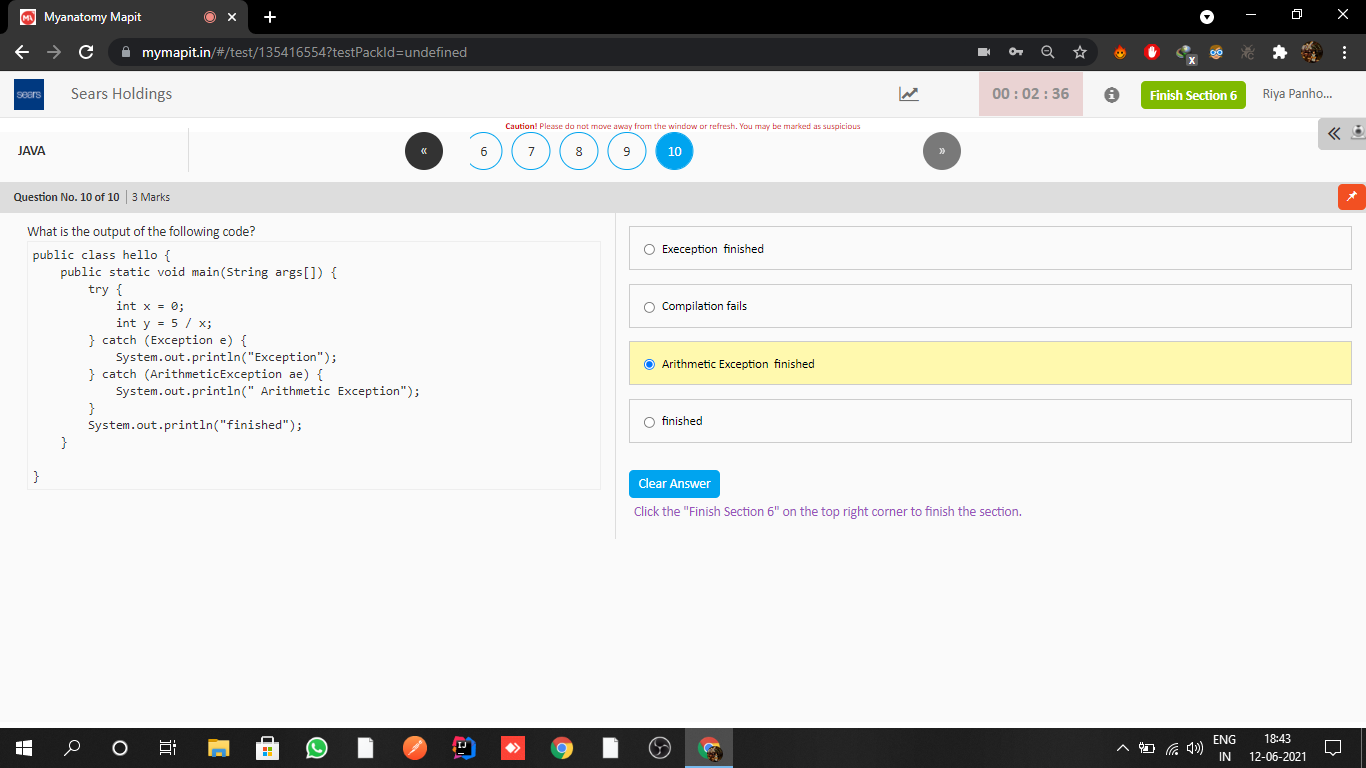 Myanatomy Mapit
mymapit.in/#/test/135416554?testPackId=undefined
sears
Sears Holdings
00 : 02 : 36
Finish Section 6
Riya Panho...
Caution! Please do not move away from the window or refresh, You may be marked as suspicious
JAVA
«
6
7
8
9
10
»
Question No. 10 of 10
3 Marks
What is the output of the following code?
public class hello {
    public static void main(String args[]) {
        try {
            int x = 0;
            int y = 5 / x;
        } catch (Exception e) {
            System.out.println("Exception");
        } catch (ArithmeticException ae) {
            System.out.println(" Arithmetic Exception");
        }
        System.out.println("finished");
    }
}
Exeception  finished
Compilation fails
Arithmetic Exception  finished
finished
Clear Answer
Click the "Finish Section 6" on the top right corner to finish the section.
ENG
IN
18:43
12-06-2021